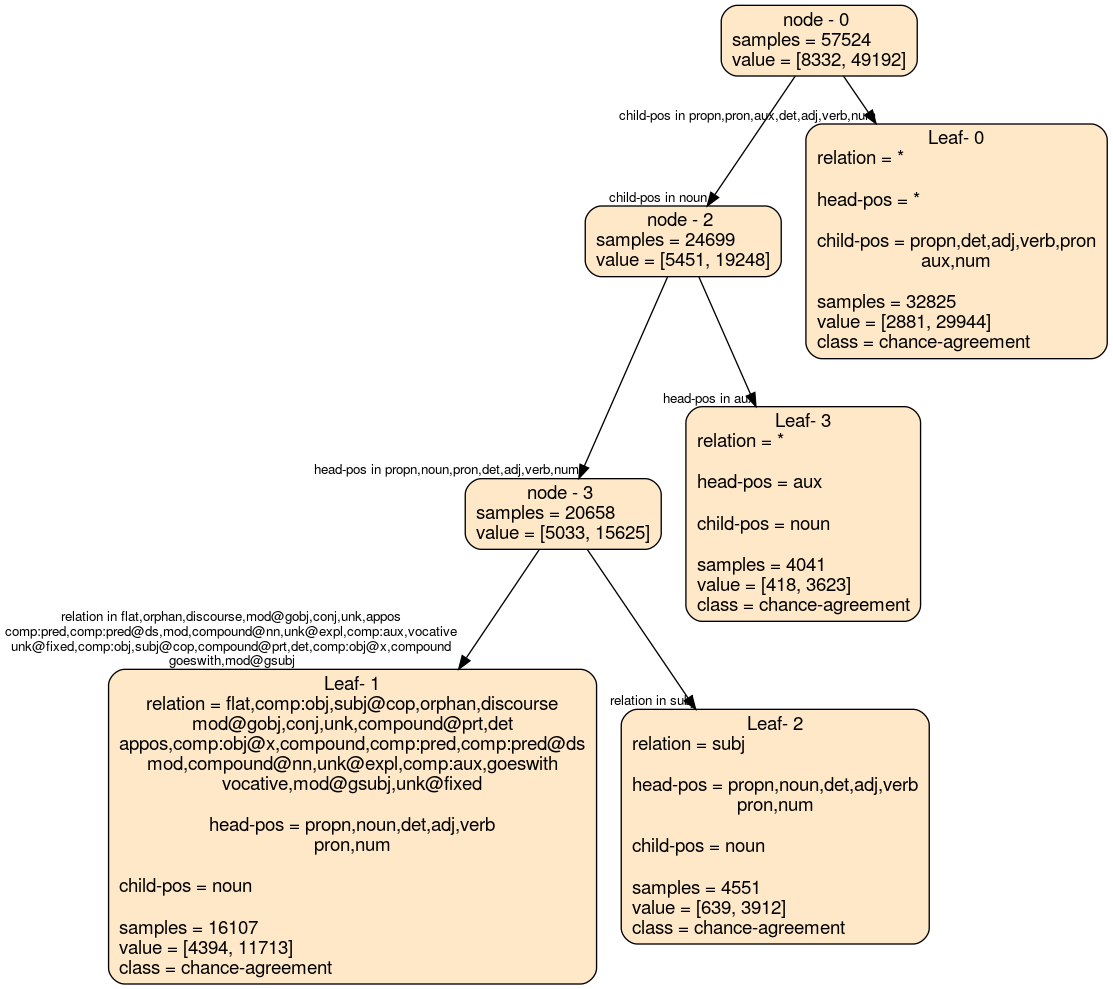 node - 0
samples = 57524
value = [8332, 49192]
child-pos in propn,pron,aux,det,adj,verb,num
Leaf- 0
relation = *
head-pos = *
child-pos = propn,det,adj,verb,pron
aux,num
samples = 32825
value = [2881, 29944]
class = chance-agreement
child-pos in noun
node - 2
samples = 24699
value = [5451, 19248]
head-pos in aux
Leaf- 3
relation = *
head-pos = aux
child-pos = noun
samples = 4041
value = [418, 3623]
class = chance-agreement
head-pos in propn,noun,pron,det,adj,verb,num
node - 3
samples = 20658
value = [5033, 15625]
relation in flat,orphan,discourse,mod@gobj,conj,unk,appos
comp:pred,comp:pred@ds,mod,compound@nn,unk@expl,comp:aux,vocative
unk@fixed,comp:obj,subj@cop,compound@prt,det,comp:obj@x,compound
goeswith,mod@gsubj
Leaf- 1
relation = flat,comp:obj,subj@cop,orphan,discourse
mod@gobj,conj,unk,compound@prt,det
appos,comp:obj@x,compound,comp:pred,comp:pred@ds
mod,compound@nn,unk@expl,comp:aux,goeswith
vocative,mod@gsubj,unk@fixed
head-pos = propn,noun,det,adj,verb
pron,num
child-pos = noun
samples = 16107
value = [4394, 11713]
class = chance-agreement
relation in subj
Leaf- 2
relation = subj
head-pos = propn,noun,det,adj,verb
pron,num
child-pos = noun
samples = 4551
value = [639, 3912]
class = chance-agreement